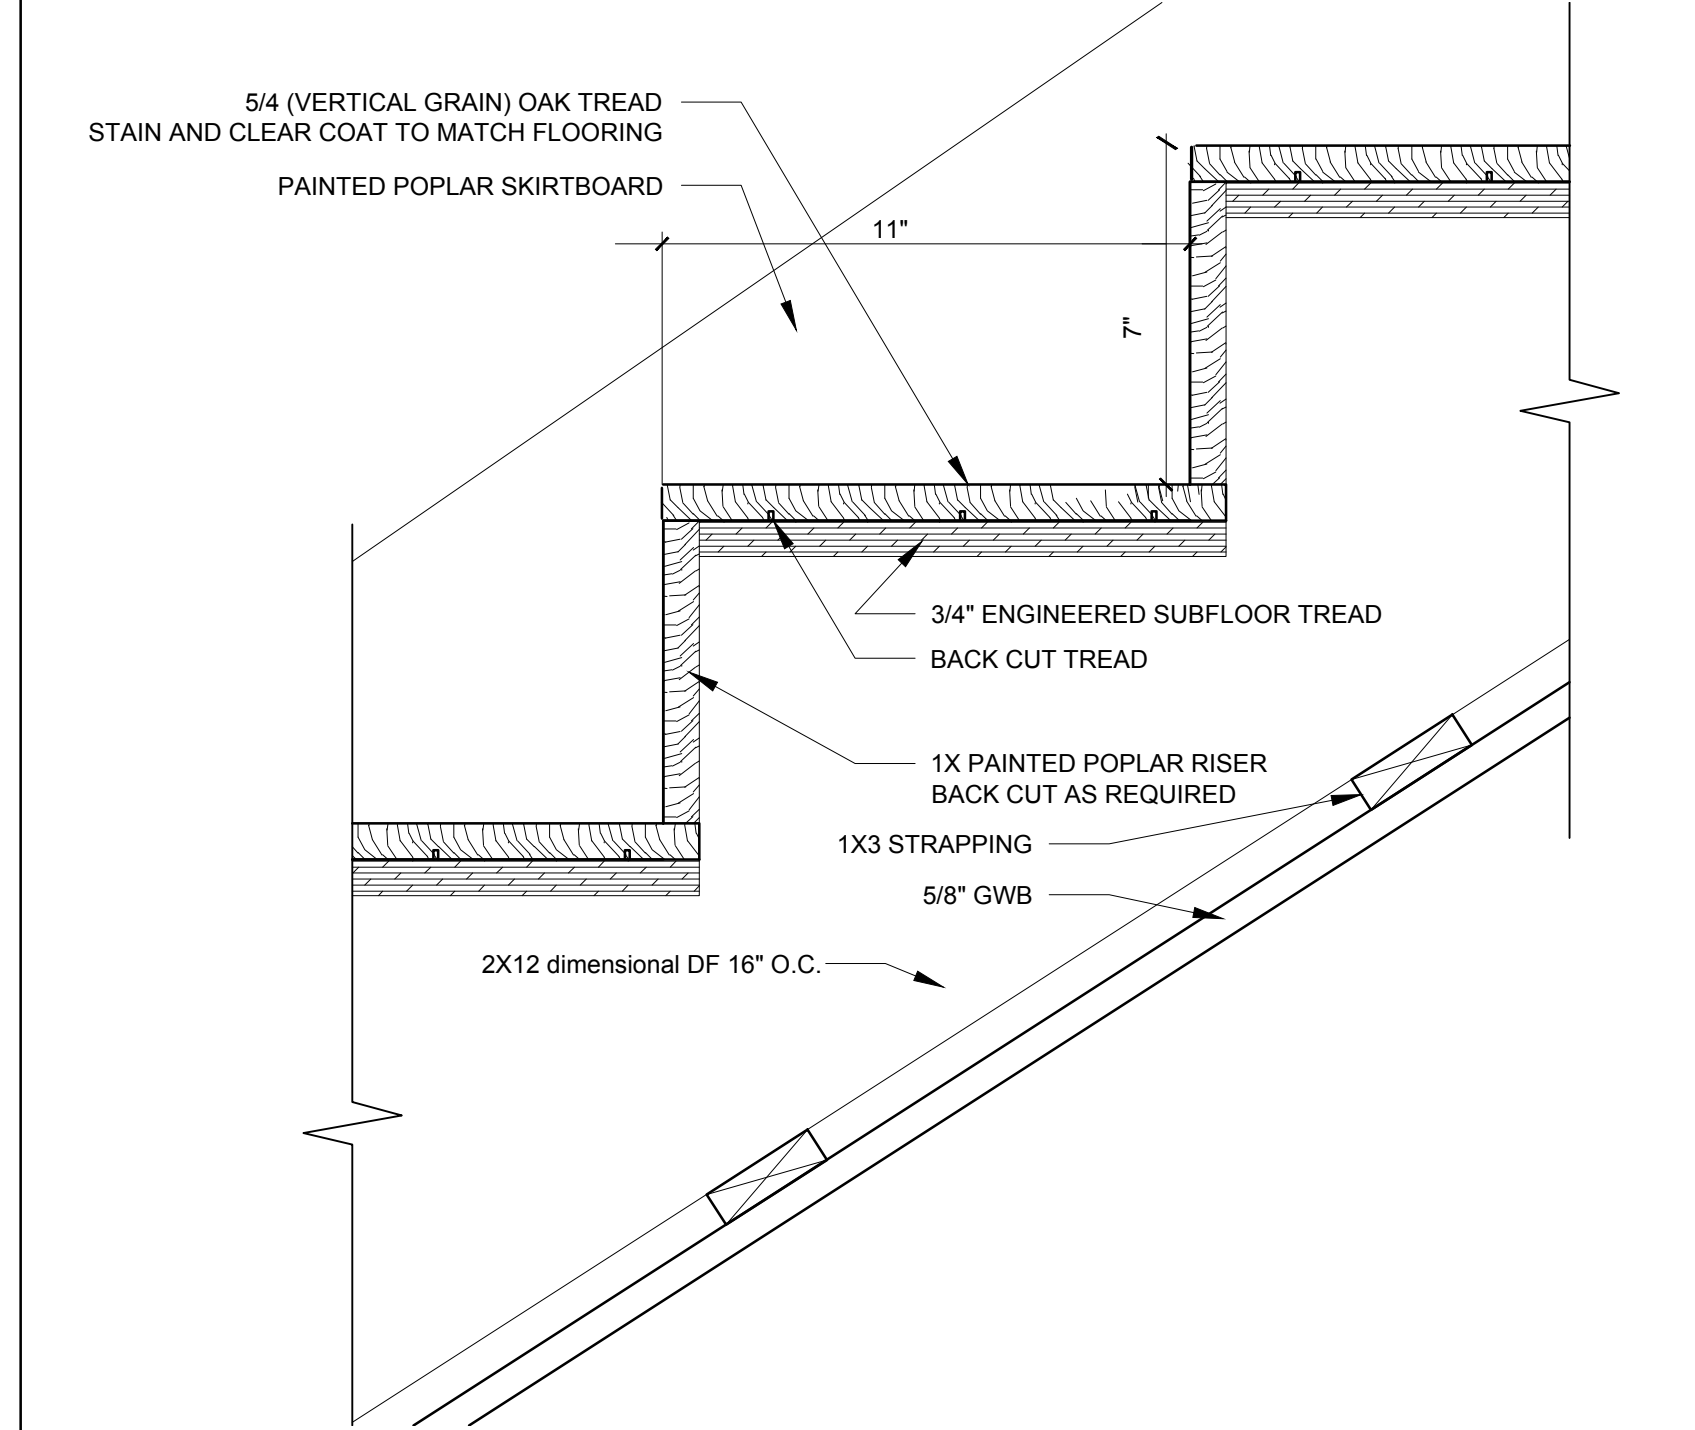 5/4 (VERTICAL GRAIN) OAK TREAD
STAIN AND CLEAR COAT TO MATCH FLOORING
PAINTED POPLAR SKIRTBOARD
11"
7"
3/4" ENGINEERED SUBFLOOR TREAD
BACK CUT TREAD
1X PAINTED POPLAR RISER
BACK CUT AS REQUIRED
1X3 STRAPPING
5/8" GWB
2X12 dimensional DF 16" O.C.